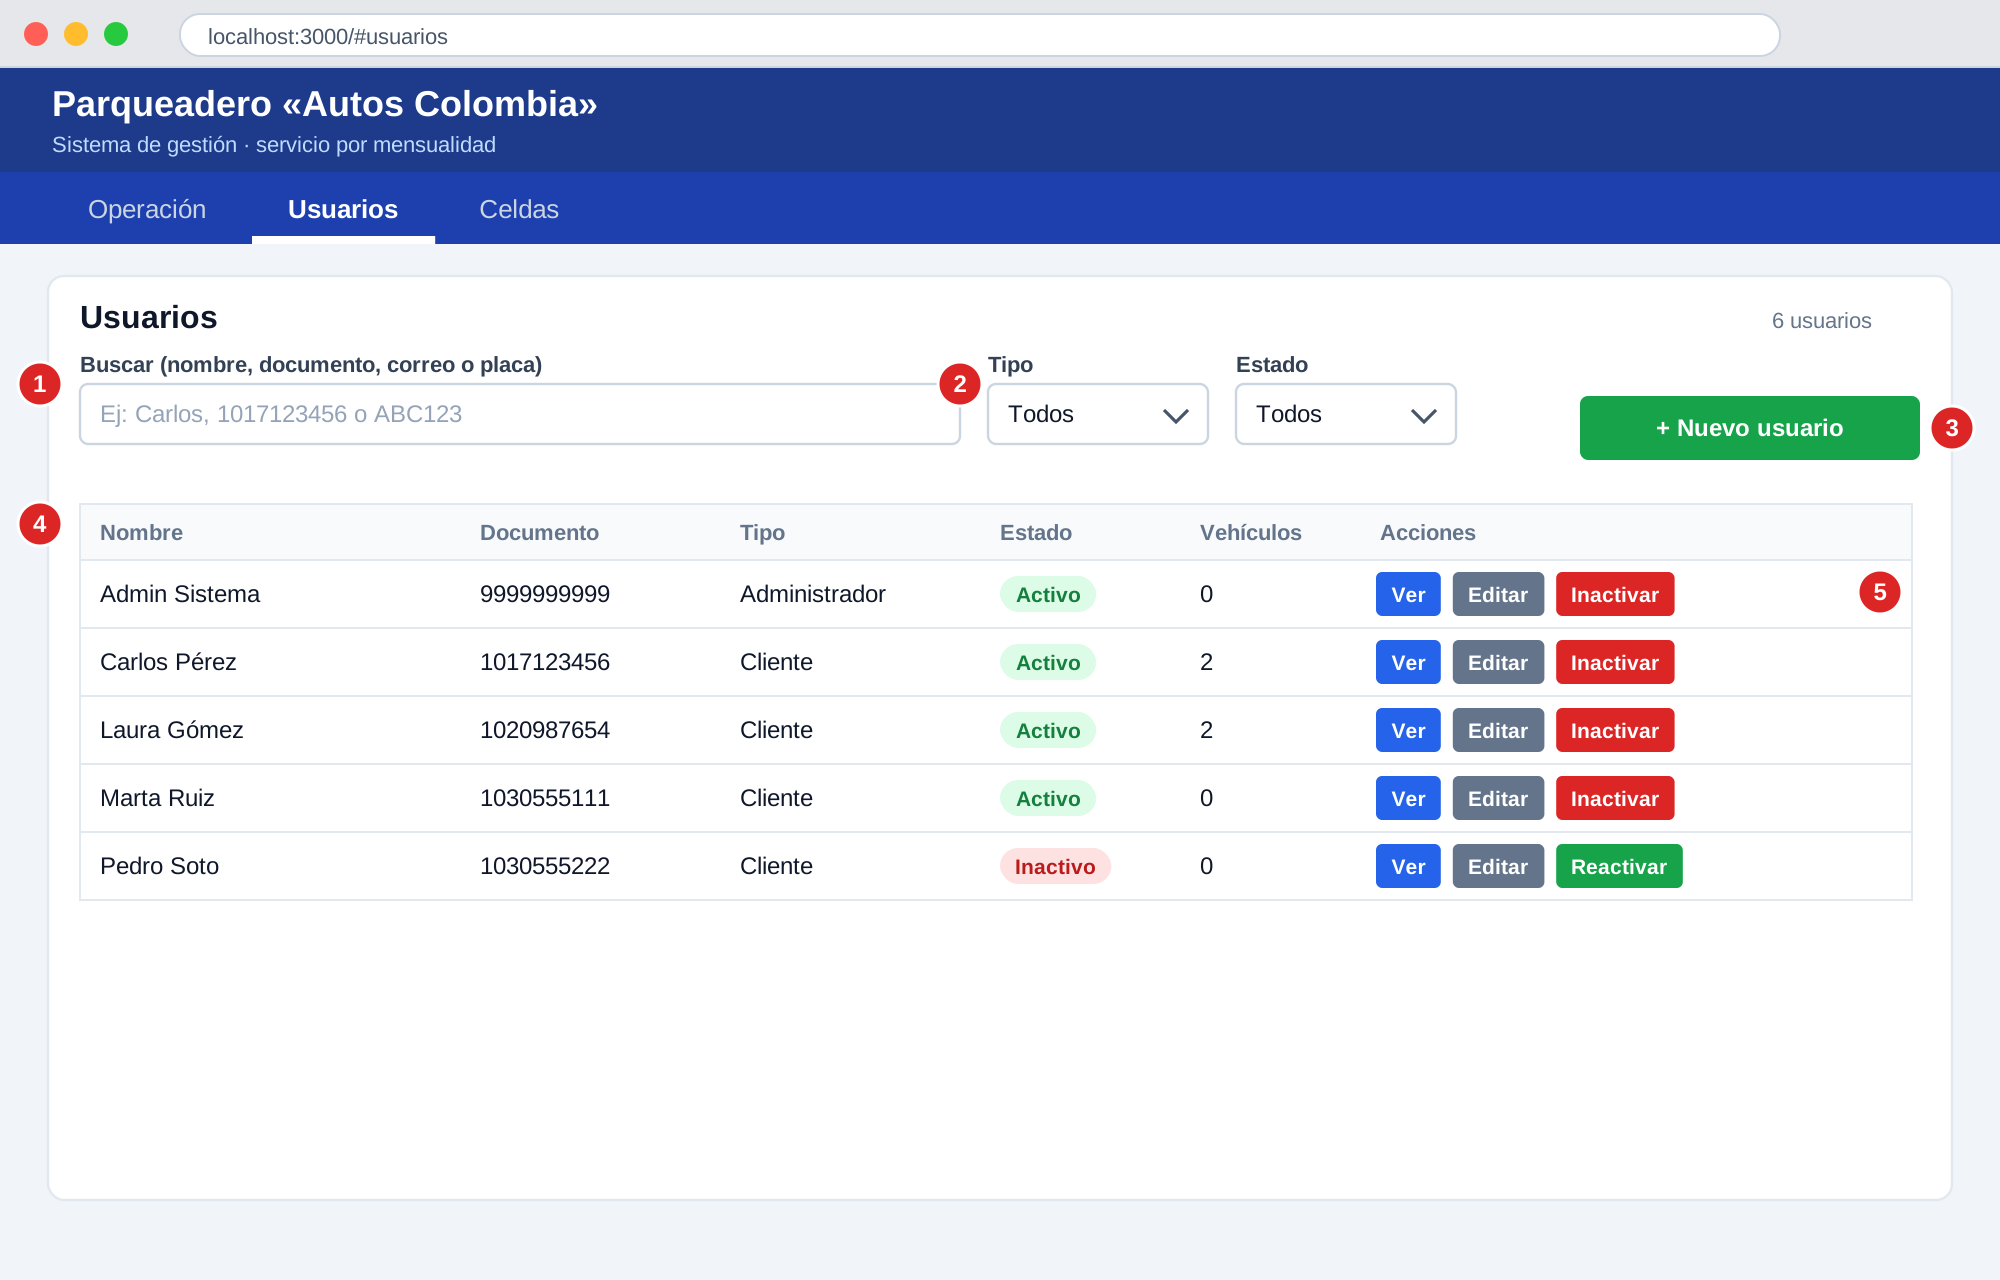 localhost:3000/#usuarios
Parqueadero «Autos Colombia»
Sistema de gestión · servicio por mensualidad
Operación Usuarios Celdas
Usuarios 6 usuarios
1 Buscar (nombre, documento, correo o placa) 2 Tipo Estado
Ej: Carlos, 1017123456 o ABC123 Todos Todos + Nuevo usuario 3
4 Nombre Documento Tipo Estado Vehículos Acciones
Admin Sistema 9999999999 Administrador Activo 0 Ver Editar Inactivar 5
Carlos Pérez 1017123456 Cliente Activo 2 Ver Editar Inactivar
Laura Gómez 1020987654 Cliente Activo 2 Ver Editar Inactivar
Marta Ruiz 1030555111 Cliente Activo 0 Ver Editar Inactivar
Pedro Soto 1030555222 Cliente Inactivo 0 Ver Editar Reactivar